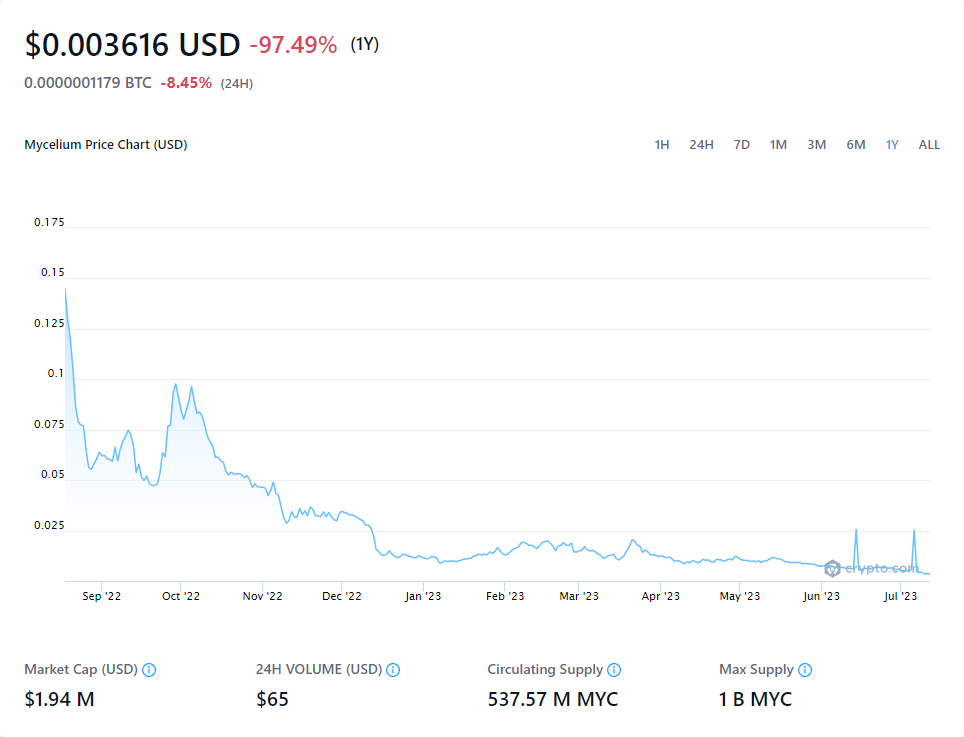 $0.003616 USD -97.49% (1Y)
0.0000001179 BTC -8.45% (24H)
Mycelium Price Chart (USD) 1H 24H 7D 1M 3M 6M 1Y ALL
0.175
0.15
0.125
0.1
0.075
0.05
0.025
crypto.com
Sep '22 Oct '22 Nov '22 Dec '22 Jan '23 Feb '23 Mar '23 Apr '23 May '23 Jun '23 Jul '23
Market Cap (USD) 24H VOLUME (USD) Circulating Supply Max Supply
$1.94 M $65 537.57 M MYC 1 B MYC